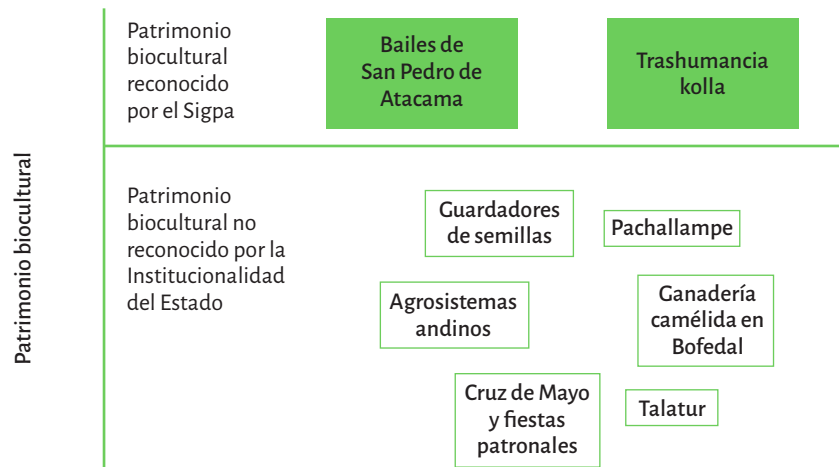 Patrimonio biocultural
Patrimonio
biocultural
reconocido
por el Sigpa
Bailes de
San Pedro de
Atacama
Trashumancia
kolla
Patrimonio
biocultural no
reconocido por la
Institucionalidad
del Estado
Guardadores
de semillas
Pachallampe
Agrosistemas
andinos
Ganadería
camélida en
Bofedal
Cruz de Mayo
y fiestas
patronales
Talatur